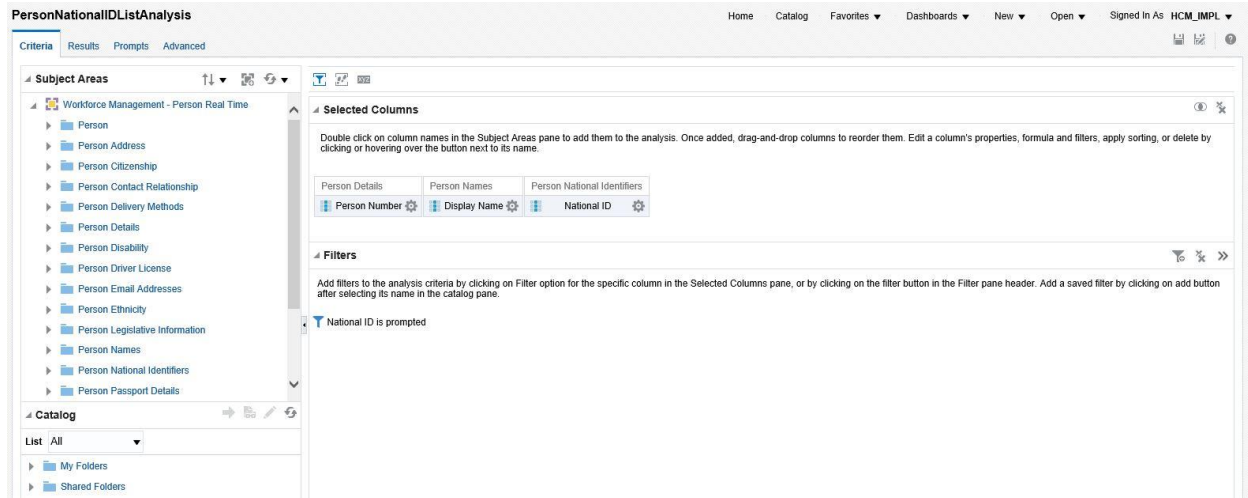 PersonNationalIDListAnalysis
Home Catalog Favorites Dashboards New Open Signed In As HCM_IMPL
Criteria Results Prompts Advanced
Subject Areas
Workforce Management - Person Real Time
Person
Person Address
Person Citizenship
Person Contact Relationship
Person Delivery Methods
Person Details
Person Disability
Person Driver License
Person Email Addresses
Person Ethnicity
Person Legislative Information
Person Names
Person National Identifiers
Person Passport Details
Catalog
List All
My Folders
Shared Folders
Selected Columns
Double click on column names in the Subject Areas pane to add them to the analysis. Once added, drag-and-drop columns to reorder them. Edit a column's properties, formula and filters, apply sorting, or delete by
clicking or hovering over the button next to its name.
Person Details Person Names Person National Identifiers
Person Number Display Name National ID
Filters
Add filters to the analysis criteria by clicking on Filter option for the specific column in the Selected Columns pane, or by clicking on the filter button in the Filter pane header. Add a saved filter by clicking on add button
after selecting its name in the catalog pane.
National ID is prompted